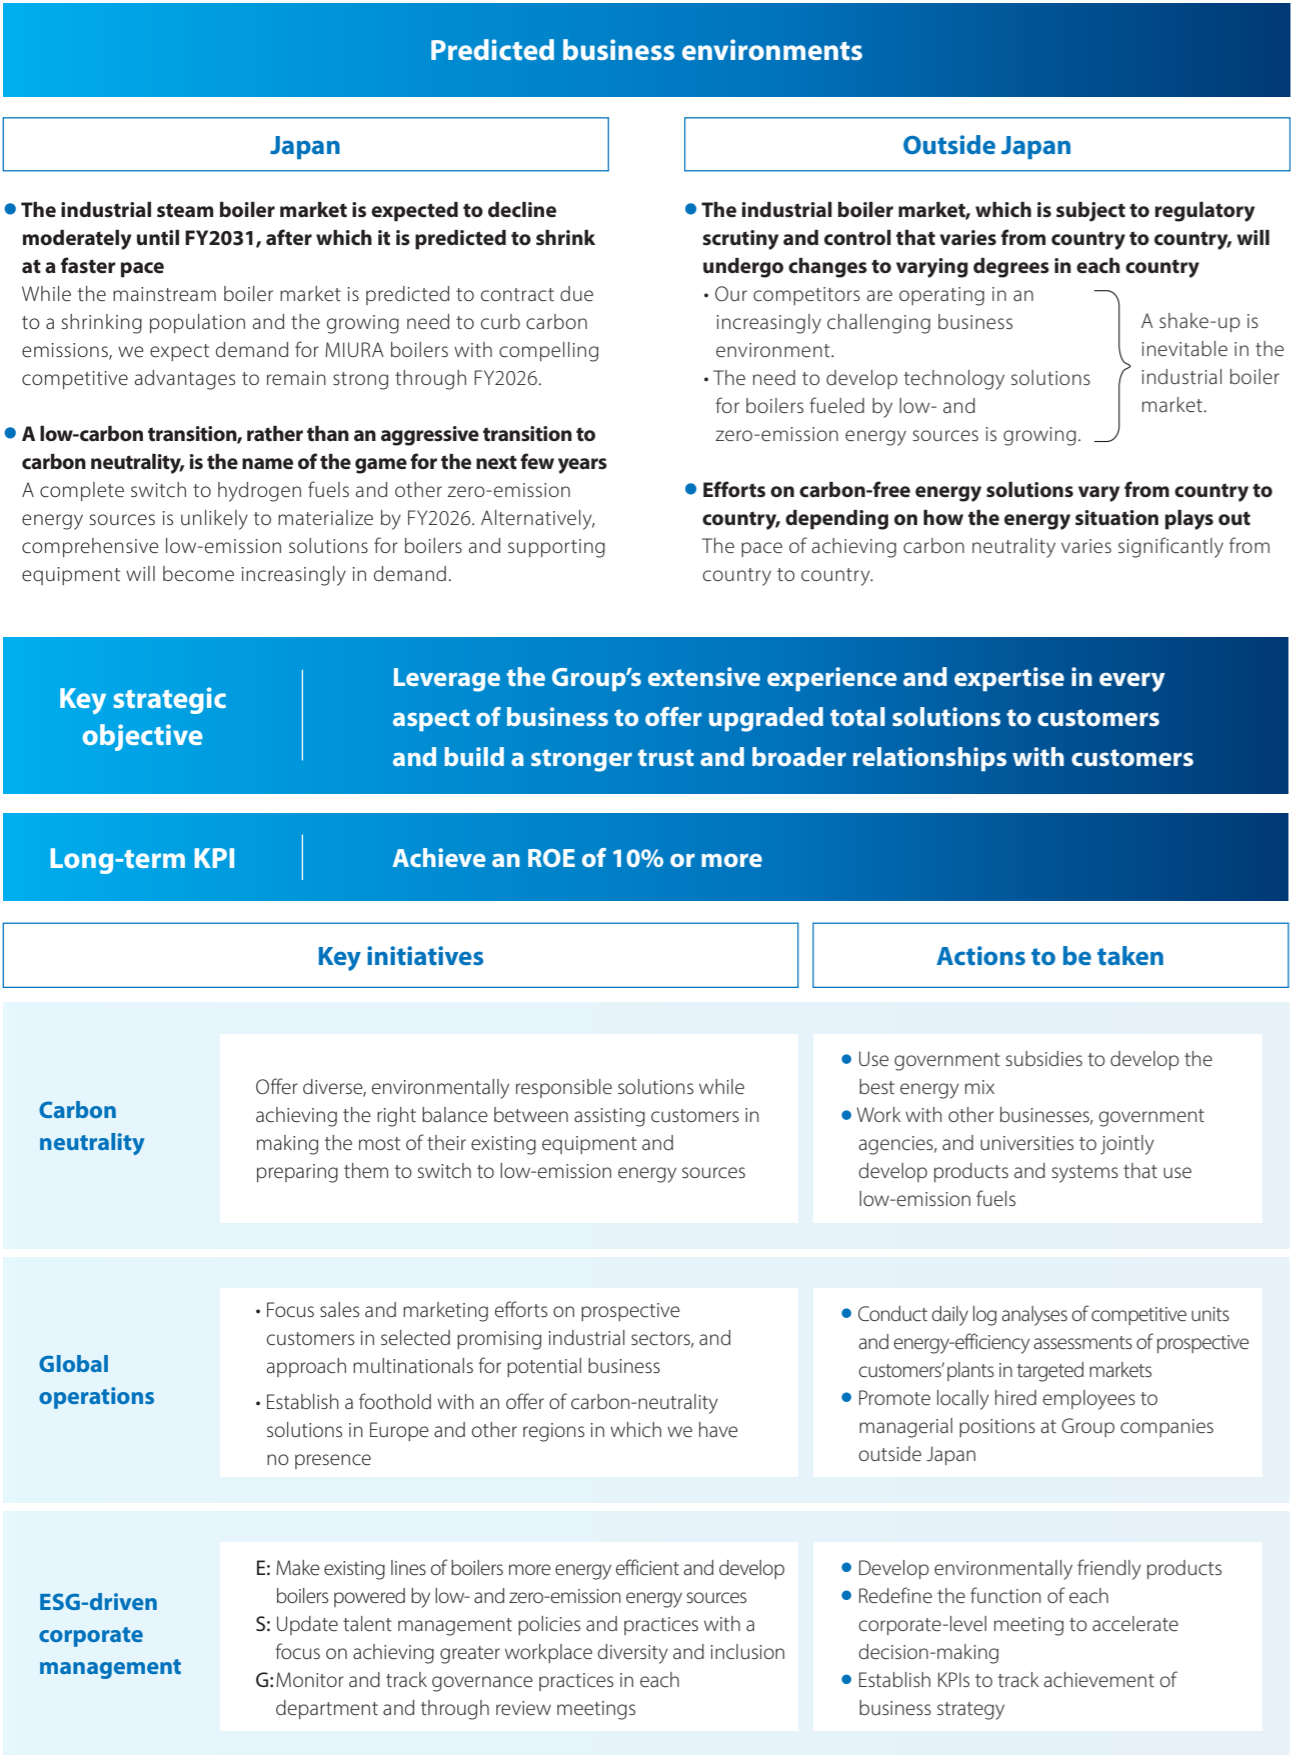 Predicted business environments
Japan
● The industrial steam boiler market is expected to decline
moderately until FY2031, after which it is predicted to shrink
at a faster pace
While the mainstream boiler market is predicted to contract due
to a shrinking population and the growing need to curb carbon
emissions, we expect demand for MIURA boilers with compelling
competitive advantages to remain strong through FY2026.
● A low-carbon transition, rather than an aggressive transition to
carbon neutrality, is the name of the game for the next few years
A complete switch to hydrogen fuels and other zero-emission
energy sources is unlikely to materialize by FY2026. Alternatively,
comprehensive low-emission solutions for boilers and supporting
equipment will become increasingly in demand.
Outside Japan
● The industrial boiler market, which is subject to regulatory
scrutiny and control that varies from country to country, will
undergo changes to varying degrees in each country
• Our competitors are operating in an
increasingly challenging business
environment.
• The need to develop technology solutions
for boilers fueled by low- and
zero-emission energy sources is growing.
A shake-up is
inevitable in the
industrial boiler
market.
● Efforts on carbon-free energy solutions vary from country to
country, depending on how the energy situation plays out
The pace of achieving carbon neutrality varies significantly from
country to country.
Key strategic
objective
Leverage the Group's extensive experience and expertise in every
aspect of business to offer upgraded total solutions to customers
and build a stronger trust and broader relationships with customers
Long-term KPI
Achieve an ROE of 10% or more
Key initiatives
Actions to be taken
Carbon
neutrality
Offer diverse, environmentally responsible solutions while
achieving the right balance between assisting customers in
making the most of their existing equipment and
preparing them to switch to low-emission energy sources
● Use government subsidies to develop the
best energy mix
● Work with other businesses, government
agencies, and universities to jointly
develop products and systems that use
low-emission fuels
Global
operations
• Focus sales and marketing efforts on prospective
customers in selected promising industrial sectors, and
approach multinationals for potential business
• Establish a foothold with an offer of carbon-neutrality
solutions in Europe and other regions in which we have
no presence
● Conduct daily log analyses of competitive units
and energy-efficiency assessments of prospective
customers' plants in targeted markets
● Promote locally hired employees to
managerial positions at Group companies
outside Japan
ESG-driven
corporate
management
E: Make existing lines of boilers more energy efficient and develop
boilers powered by low- and zero-emission energy sources
S: Update talent management policies and practices with a
focus on achieving greater workplace diversity and inclusion
G: Monitor and track governance practices in each
department and through review meetings
● Develop environmentally friendly products
● Redefine the function of each
corporate-level meeting to accelerate
decision-making
● Establish KPIs to track achievement of
business strategy